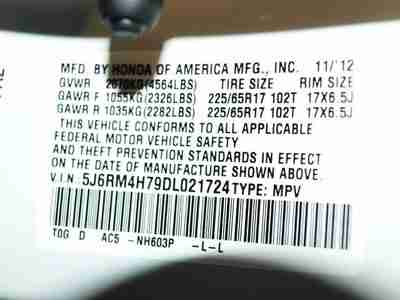 MFD. BY HONDA OF AMERICA MFG., INC. 11/'12
GVWR 2070KG(4564LBS) TIRE SIZE RIM SIZE
GAWR F 1055KG(2326LBS) 225/65R17 102T 17X6.5J
GAWR R 1035KG(2282LBS) 225/65R17 102T 17X6.5J
THIS VEHICLE CONFORMS TO ALL APPLICABLE
FEDERAL MOTOR VEHICLE SAFETY
AND THEFT PREVENTION STANDARDS IN EFFECT
ON THE DATE OF MANUFACTURE SHOWN ABOVE.
V.I.N. 5J6RM4H79DL021724 TYPE: MPV
TOG D AC5 -NH603P -L-L